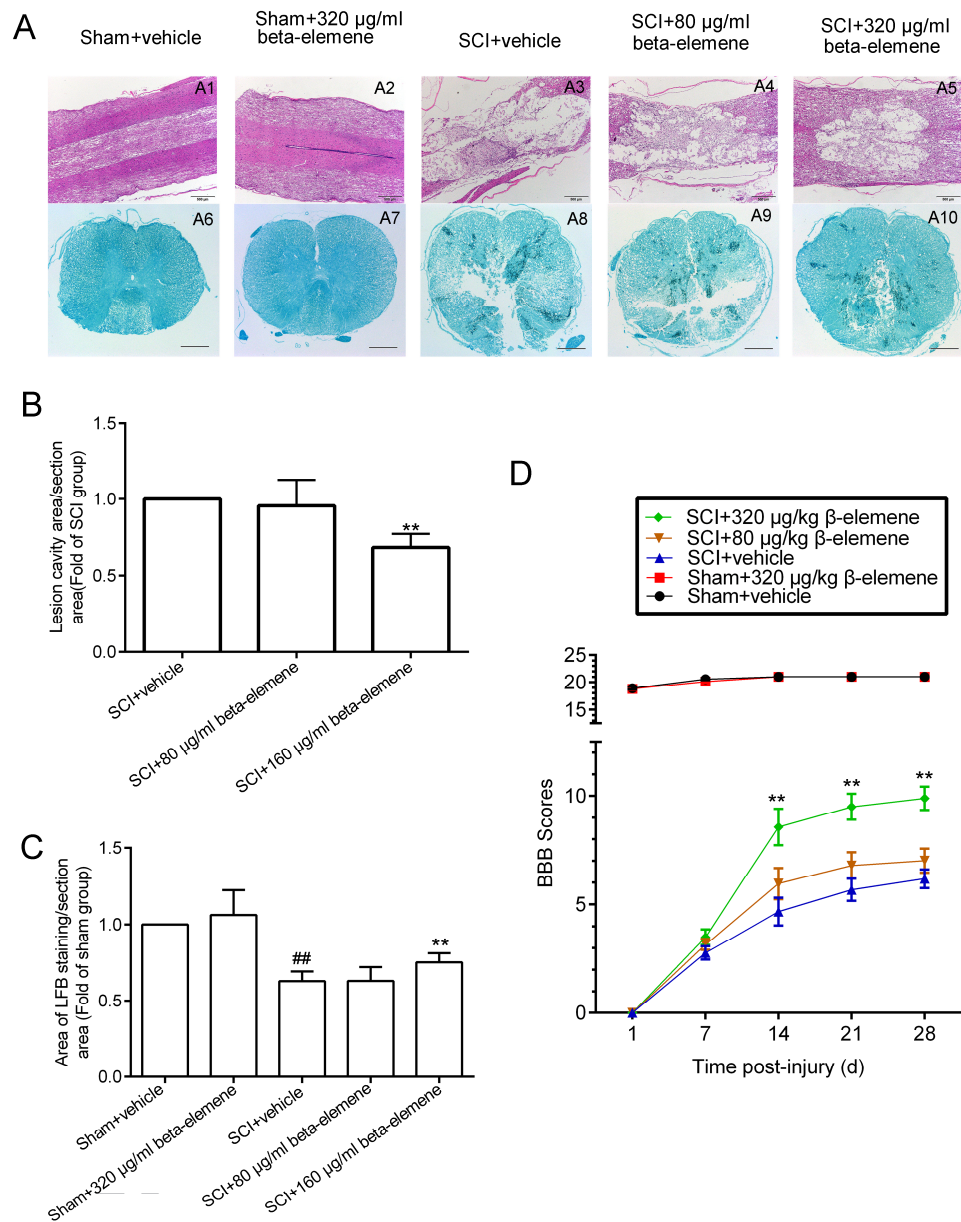 A
Sham+vehicle
Sham+320 µg/ml
beta-elemene
SCI+vehicle
SCI+80 µg/ml
beta-elemene
SCI+320 µg/ml
beta-elemene
A1
A2
A3
A4
A5
A6
A7
A8
A9
A10
B
Lesion cavity area/section
area(Fold of SCI group)
1.5
1.0
0.5
0.0
**
SCI+vehicle
SCI+80 µg/ml beta-elemene
SCI+160 µg/ml beta-elemene
C
Area of LFB staining/section
area (Fold of sham group)
1.5
1.0
0.5
0.0
##
**
Sham+vehicle
Sham+320 µg/ml beta-elemene
SCI+vehicle
SCI+80 µg/ml beta-elemene
SCI+160 µg/ml beta-elemene
D
SCI+320 µg/kg β-elemene
SCI+80 µg/kg β-elemene
SCI+vehicle
Sham+320 µg/kg β-elemene
Sham+vehicle
BBB Scores
25
20
15
10
5
0
**
**
**
1
7
14
21
28
Time post-injury (d)